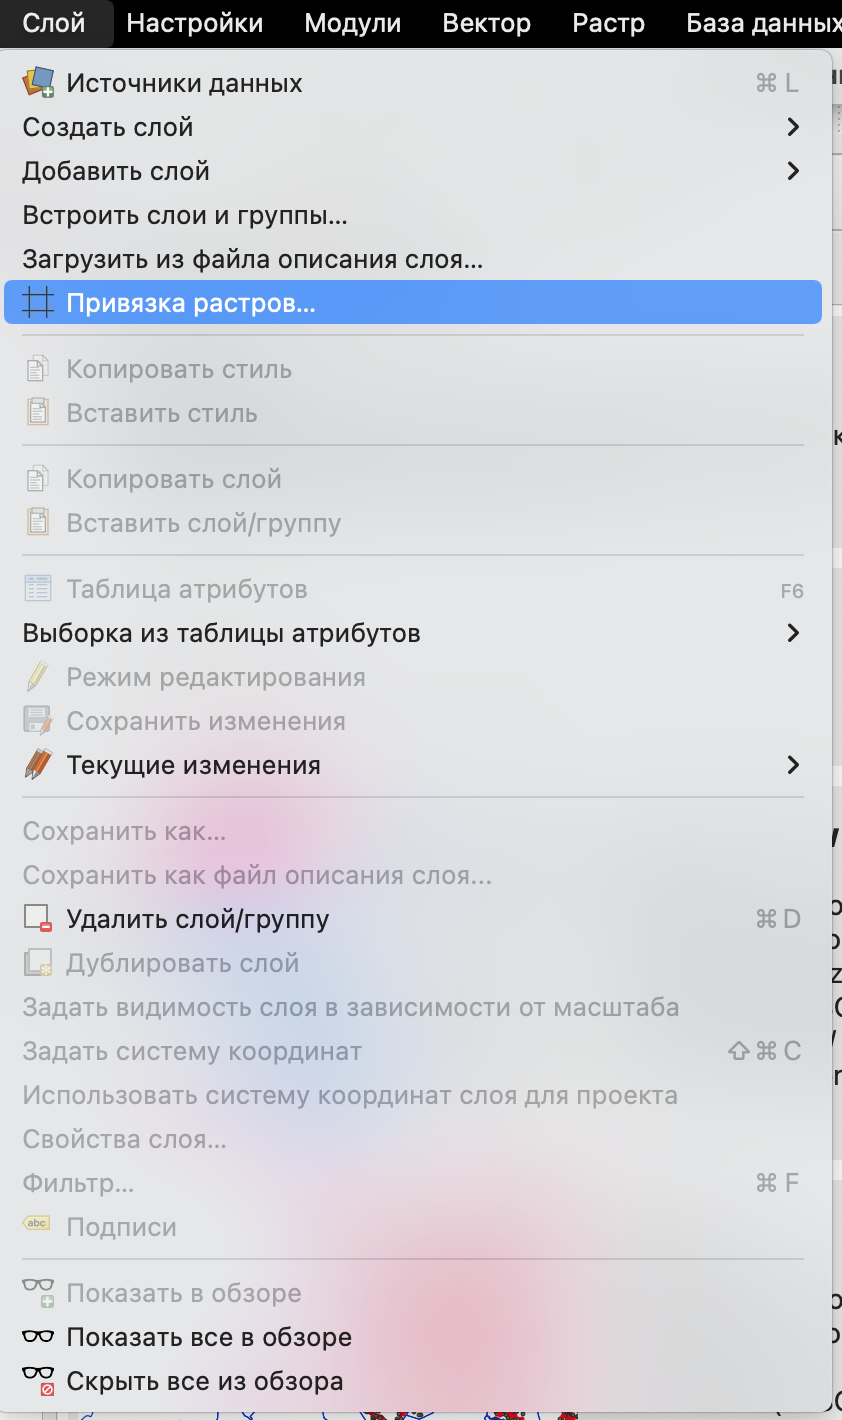 Слой Настройки Модули Вектор Растр База данных
Источники данных ⌘ L
Создать слой
Добавить слой
Встроить слои и группы...
Загрузить из файла описания слоя...
Привязка растров...
Копировать стиль
Вставить стиль
Копировать слой
Вставить слой/группу
Таблица атрибутов F6
Выборка из таблицы атрибутов
Режим редактирования
Сохранить изменения
Текущие изменения
Сохранить как...
Сохранить как файл описания слоя...
Удалить слой/группу ⌘ D
Дублировать слой
Задать видимость слоя в зависимости от масштаба
Задать систему координат ⇧ ⌘ C
Использовать систему координат слоя для проекта
Свойства слоя...
Фильтр... ⌘ F
abc Подписи
Показать в обзоре
Показать все в обзоре
Скрыть все из обзора